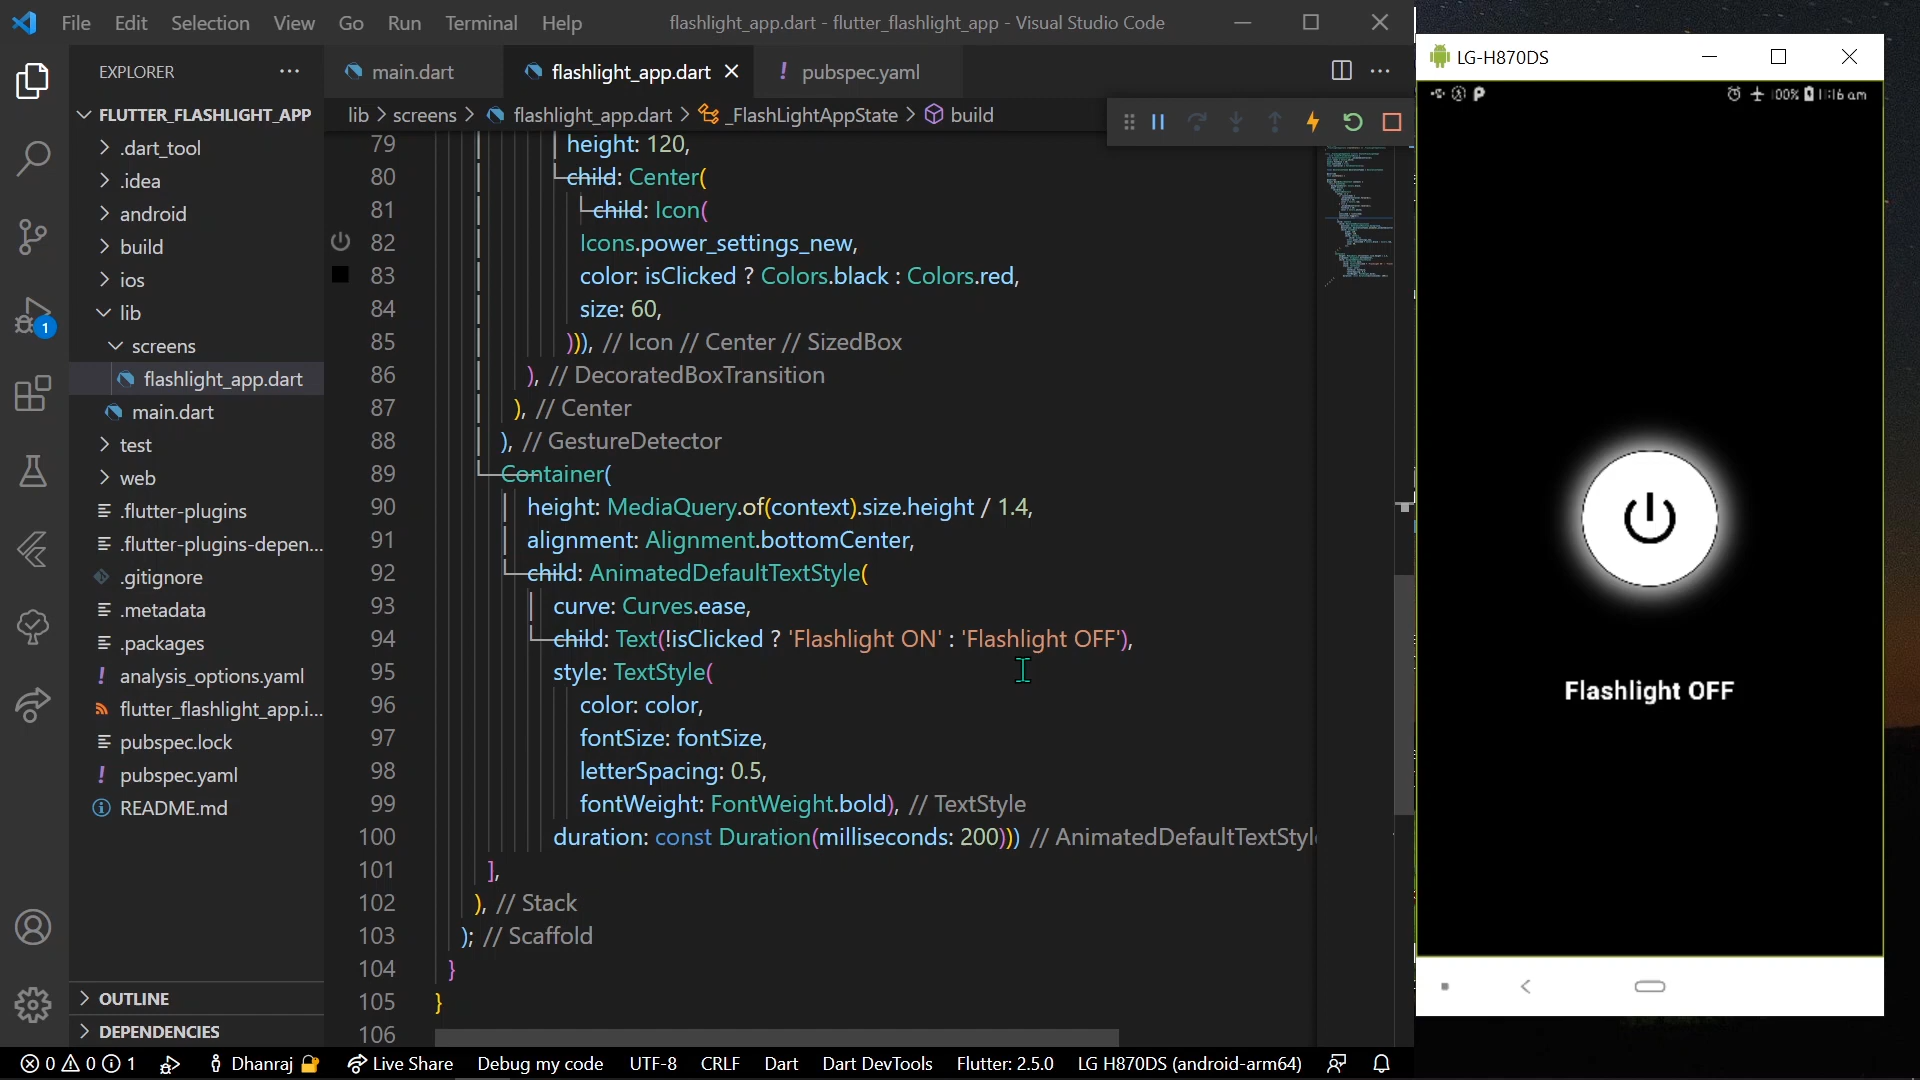 File Edit Selection View Go Run Terminal Help
flashlight_app.dart - flutter_flashlight_app - Visual Studio Code
EXPLORER
FLUTTER_FLASHLIGHT_APP
.dart_tool
.idea
android
build
ios
lib
screens
flashlight_app.dart
main.dart
test
web
.flutter-plugins
.flutter-plugins-depen...
.gitignore
.metadata
.packages
analysis_options.yaml
flutter_flashlight_app.i...
pubspec.lock
pubspec.yaml
README.md
OUTLINE
DEPENDENCIES
1
main.dart flashlight_app.dart pubspec.yaml
lib > screens > flashlight_app.dart > _FlashLightAppState > build
79 height: 120,
80 child: Center(
81 child: Icon(
82 Icons.power_settings_new,
83 color: isClicked ? Colors.black : Colors.red,
84 size: 60,
85 ))), // Icon // Center // SizedBox
86 ), // DecoratedBoxTransition
87 ), // Center
88 ), // GestureDetector
89 Container(
90 height: MediaQuery.of(context).size.height / 1.4,
91 alignment: Alignment.bottomCenter,
92 child: AnimatedDefaultTextStyle(
93 curve: Curves.ease,
94 child: Text(!isClicked ? 'Flashlight ON' : 'Flashlight OFF'),
95 style: TextStyle(
96 color: color,
97 fontSize: fontSize,
98 letterSpacing: 0.5,
99 fontWeight: FontWeight.bold), // TextStyle
100 duration: const Duration(milliseconds: 200))) // AnimatedDefaultTextStyl
101 ],
102 ), // Stack
103 ); // Scaffold
104 }
105 }
106
LG-H870DS
100% 11:16 am
Flashlight OFF
0 0 1 Dhanraj Live Share Debug my code UTF-8 CRLF Dart Dart DevTools Flutter: 2.5.0 LG H870DS (android-arm64)